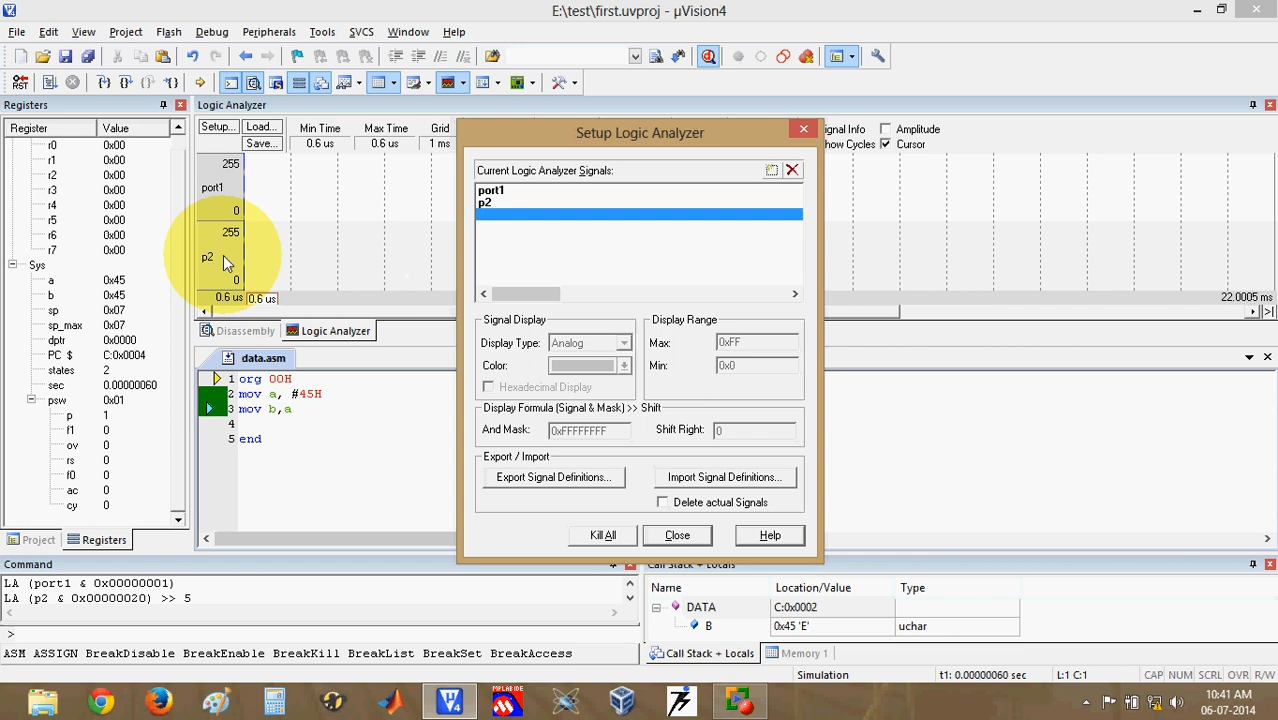 E:\test\first.uvproj - µVision4
File Edit View Project Flash Debug Peripherals Tools SVCS Window Help
Registers
Register Value
r0 0x00
r1 0x00
r2 0x00
r3 0x00
r4 0x00
r5 0x00
r6 0x00
r7 0x00
Sys
a 0x45
b 0x45
sp 0x07
sp_max 0x07
dptr 0x0000
PC $ C:0x0004
states 2
sec 0.00000060
psw 0x01
p 1
f1 0
ov 0
rs 0
f0 0
ac 0
cy 0
Project Registers
Logic Analyzer
Setup... Load... Min Time Max Time Grid
Save... 0.6 us 0.6 us 1 ms
gnal Info Amplitude
how Cycles Cursor
255
port1
0
255
p2
0
0.6 us 0.6 us 22.0005 ms
Disassembly Logic Analyzer
data.asm
1 org 00H
2 mov a, #45H
3 mov b,a
4
5 end
Setup Logic Analyzer
Current Logic Analyzer Signals:
port1
p2
Signal Display
Display Type: Analog
Color:
Hexadecimal Display
Display Range
Max: 0xFF
Min: 0x0
Display Formula (Signal & Mask) >> Shift
And Mask: 0xFFFFFFFF Shift Right: 0
Export / Import
Export Signal Definitions... Import Signal Definitions...
Delete actual Signals
Kill All Close Help
Command
LA (port1 & 0x00000001)
LA (p2 & 0x00000020) >> 5
>
ASM ASSIGN BreakDisable BreakEnable BreakKill BreakList BreakSet BreakAccess
Call Stack + Locals
Name Location/Value Type
DATA C:0x0002
B 0x45 'E' uchar
Call Stack + Locals Memory 1
Simulation t1: 0.00000060 sec L:1 C:1 CAP NUM SCRL OVR R/W
10:41 AM
06-07-2014